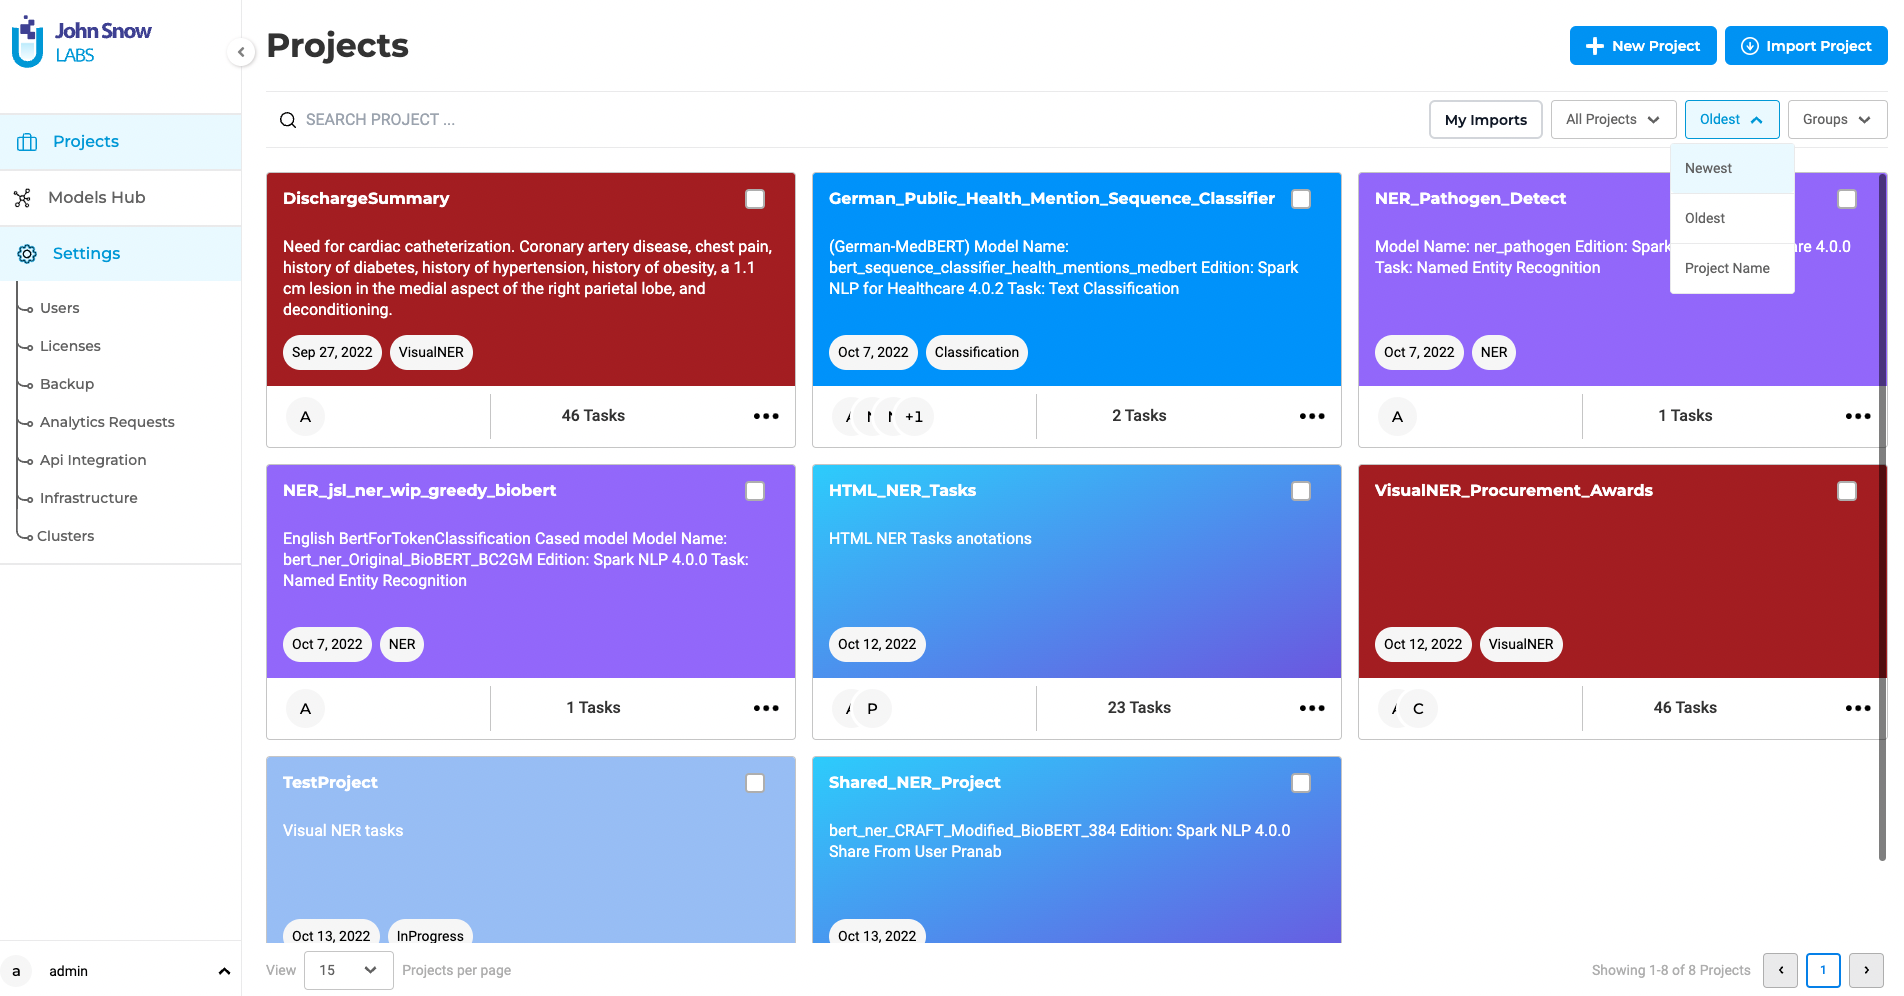 John Snow
LABS
Projects
Models Hub
Settings
Users
Licenses
Backup
Analytics Requests
Api Integration
Infrastructure
Clusters
a admin
Projects
New Project
Import Project
SEARCH PROJECT ...
My Imports
All Projects
Oldest
Groups
Newest
Oldest
Project Name
DischargeSummary
Need for cardiac catheterization. Coronary artery disease, chest pain,
history of diabetes, history of hypertension, history of obesity, a 1.1
cm lesion in the medial aspect of the right parietal lobe, and
deconditioning.
Sep 27, 2022 VisualNER
A 46 Tasks
German_Public_Health_Mention_Sequence_Classifier
(German-MedBERT) Model Name:
bert_sequence_classifier_health_mentions_medbert Edition: Spark
NLP for Healthcare 4.0.2 Task: Text Classification
Oct 7, 2022 Classification
+1 2 Tasks
NER_Pathogen_Detect
Model Name: ner_pathogen Edition: Spark re 4.0.0
Task: Named Entity Recognition
Oct 7, 2022 NER
A 1 Tasks
NER_jsl_ner_wip_greedy_biobert
English BertForTokenClassification Cased model Model Name:
bert_ner_Original_BioBERT_BC2GM Edition: Spark NLP 4.0.0 Task:
Named Entity Recognition
Oct 7, 2022 NER
A 1 Tasks
HTML_NER_Tasks
HTML NER Tasks anotations
Oct 12, 2022
A P 23 Tasks
VisualNER_Procurement_Awards
Oct 12, 2022 VisualNER
A C 46 Tasks
TestProject
Visual NER tasks
Oct 13, 2022 InProgress
Shared_NER_Project
bert_ner_CRAFT_Modified_BioBERT_384 Edition: Spark NLP 4.0.0
Share From User Pranab
Oct 13, 2022
View 15 Projects per page
Showing 1-8 of 8 Projects
1